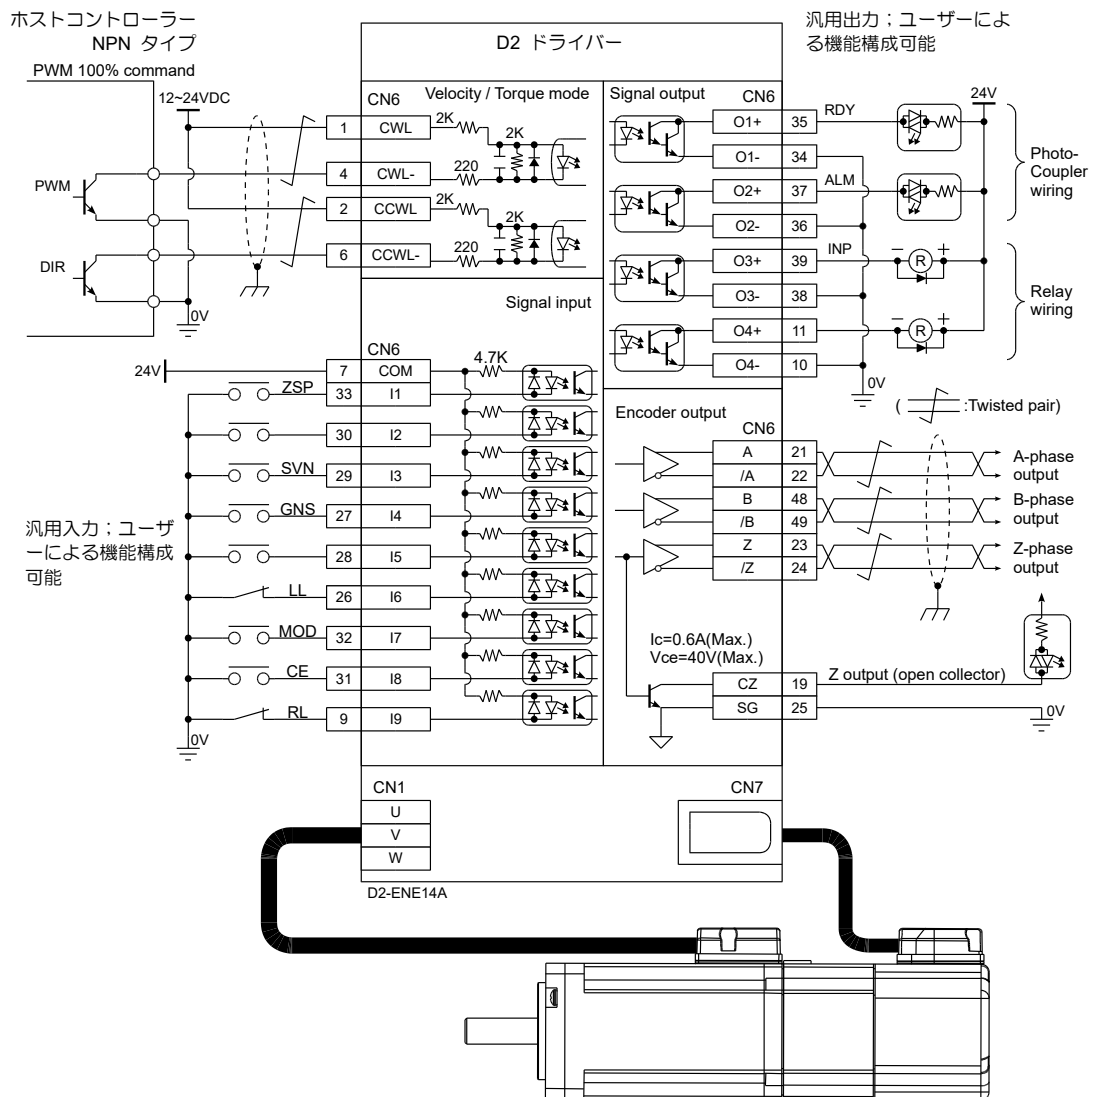 ホストコントローラー
NPN タイプ
PWM 100% command
12~24VDC
PWM
DIR
0V
D2 ドライバー
汎用出力；ユーザーによ
る機能構成可能
CN6
Velocity / Torque mode
1 CWL 2K
2K
4 CWL- 220
2 CCWL 2K
2K
6 CCWL- 220
Signal output
CN6
24V
O1+ 35 RDY
O1- 34
O2+ 37 ALM
O2- 36
O3+ 39 INP
O3- 38
O4+ 11
O4- 10
R
R
0V
Photo-
Coupler
wiring
Relay
wiring
Signal input
CN6
24V 7 COM 4.7K
ZSP 33 I1
30 I2
SVN 29 I3
GNS 27 I4
28 I5
LL 26 I6
MOD 32 I7
CE 31 I8
RL 9 I9
0V
汎用入力；ユーザ
ーによる機能構成
可能
( :Twisted pair)
Encoder output
CN6
A 21
/A 22
B 48
/B 49
Z 23
/Z 24
A-phase
output
B-phase
output
Z-phase
output
Ic=0.6A(Max.)
Vce=40V(Max.)
CZ 19 Z output (open collector)
SG 25
0V
CN1
U
V
W
CN7
D2-ENE14A